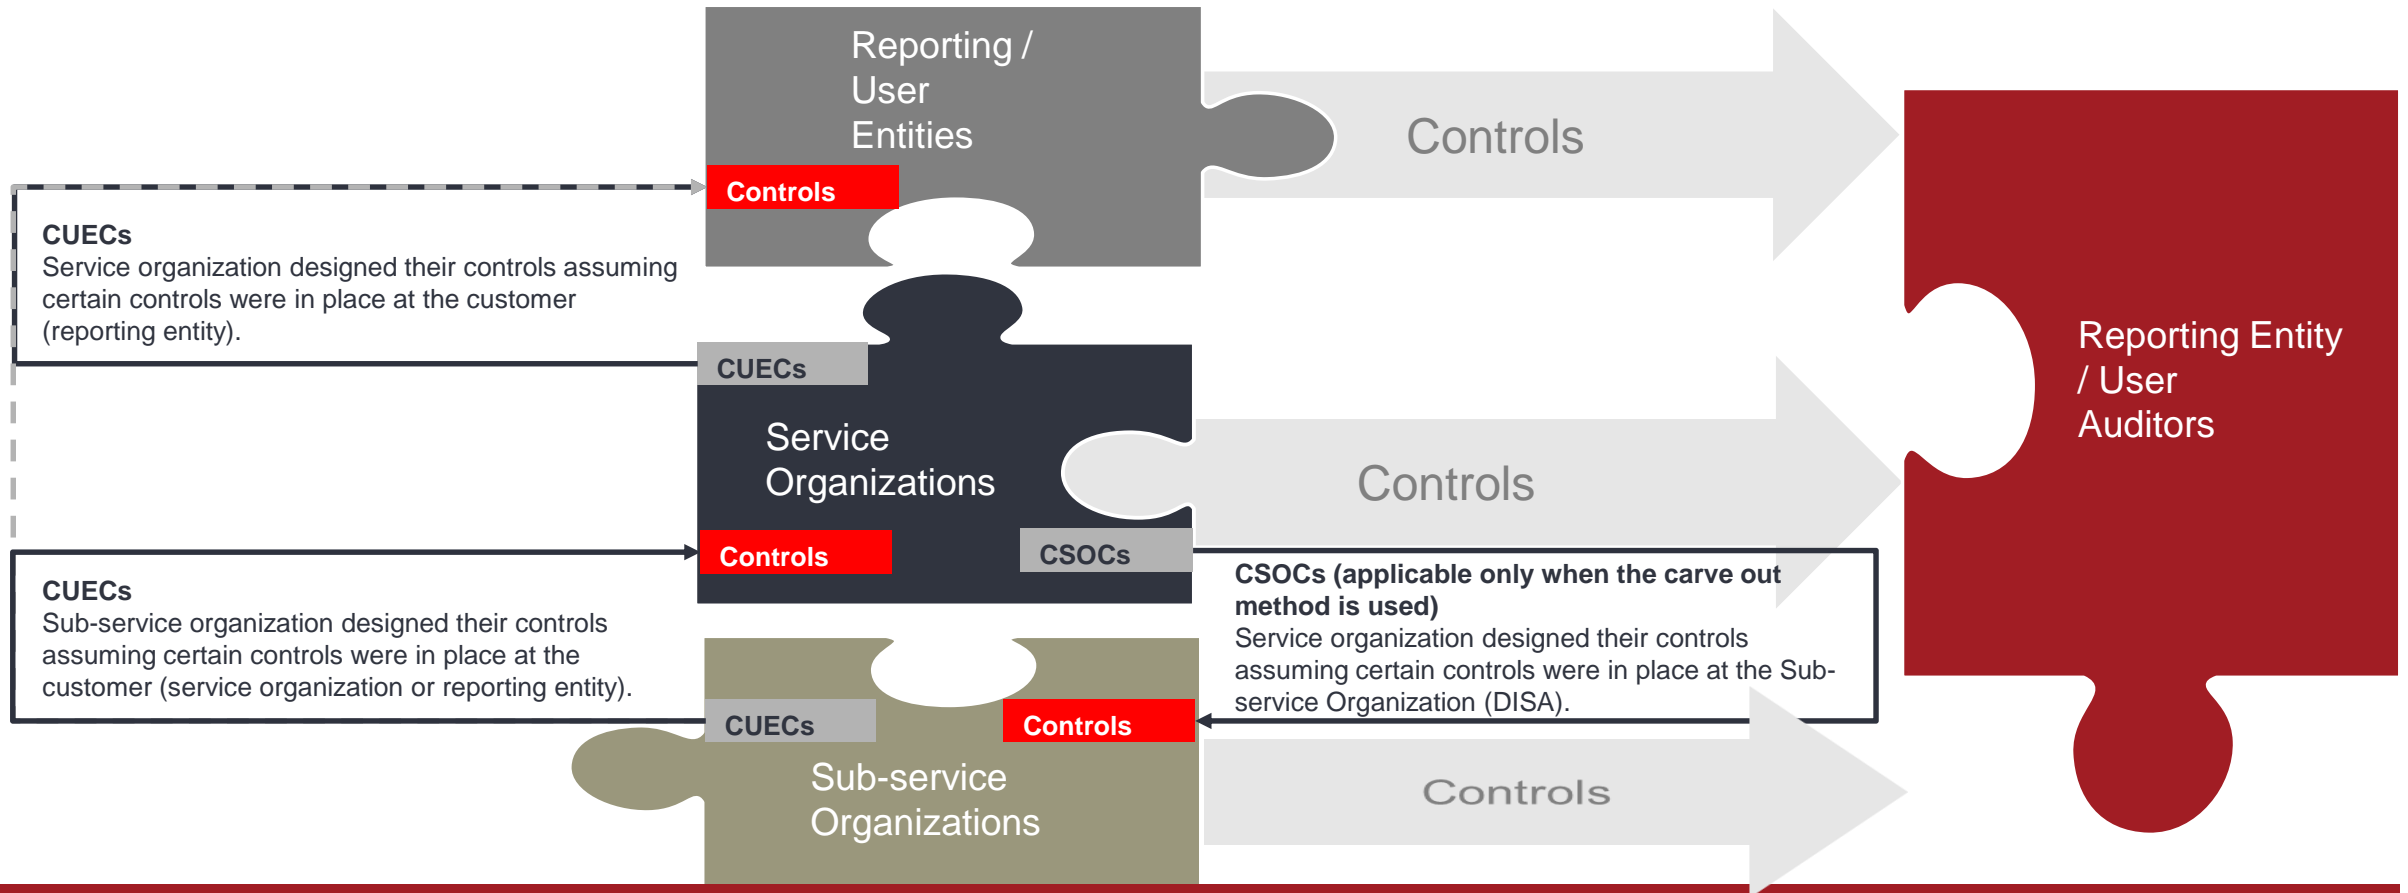 Reporting /
User
Entities
Controls
Controls
CUECs
Service organization designed their controls assuming
certain controls were in place at the customer
(reporting entity).
CUECs
Service
Organizations
Controls
Reporting Entity
/ User
Auditors
Controls
CSOCs
CUECs
Sub-service organization designed their controls
assuming certain controls were in place at the
customer (service organization or reporting entity).
CSOCs (applicable only when the carve out
method is used)
Service organization designed their controls
assuming certain controls were in place at the Sub-
service Organization (DISA).
CUECs
Controls
Sub-service
Organizations
Controls